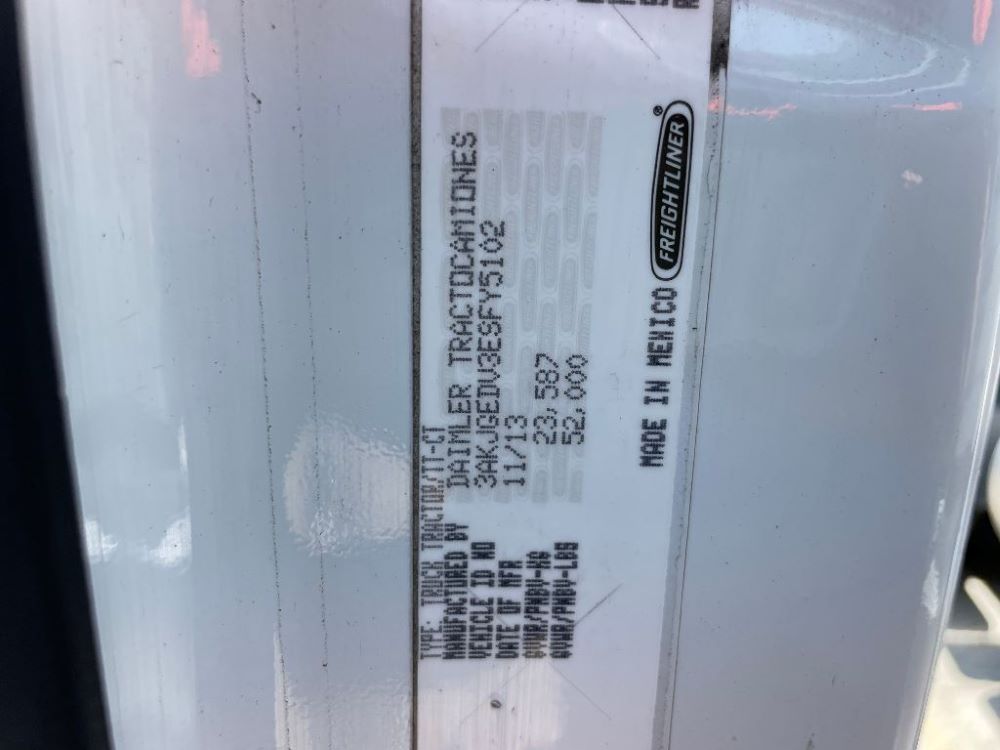 TYPE: TRUCK TRACTOR/TT-CT
MANUFACTURED BY DAIMLER TRACTOCAMIONES
VEHICLE ID NO 3AKJGEDV3ESFY5102
DATE OF MFR 11/13
GVWR/PNBV-KG 23,587
GVWR/PNBV-LBS 52,000
MADE IN MEXICO FREIGHTLINER®